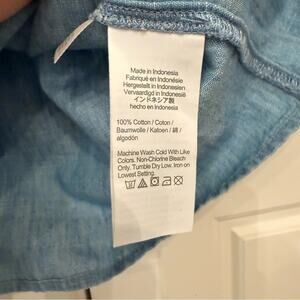 Made in Indonesia
Fabriqué en Indonésie
Hergestellt in Indonesien
Vervaardigd in Indonesië
インドネシア製
hecho en Indonesia
100% Cotton / Coton /
Baumwolle / Katoen / 綿 /
algodón
Machine Wash Cold With Like
Colors. Non-Chlorine Bleach
Only. Tumble Dry Low. Iron on
Lowest Setting.